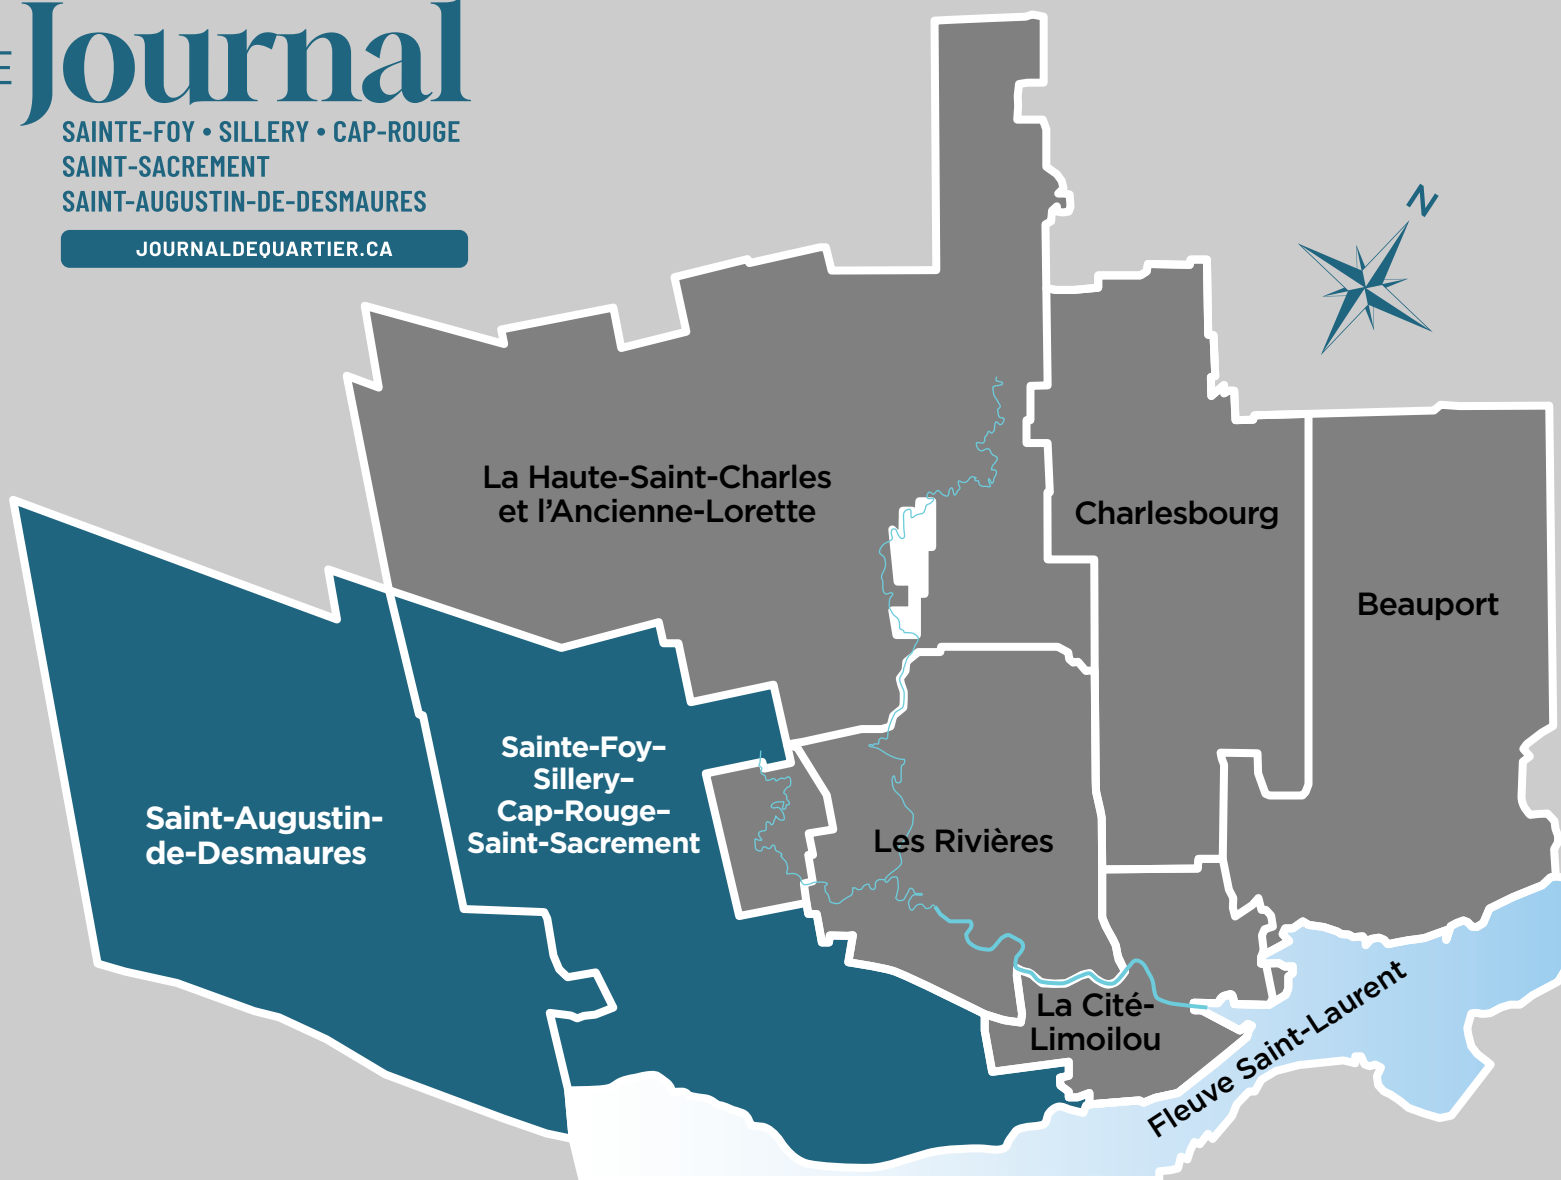 Journal
SAINTE-FOY • SILLERY • CAP-ROUGE
SAINT-SACREMENT
SAINT-AUGUSTIN-DE-DESMAURES
JOURNALDEQUARTIER.CA
N
La Haute-Saint-Charles
et l'Ancienne-Lorette
Charlesbourg
Beauport
Sainte-Foy–
Sillery–
Cap-Rouge–
Saint-Sacrement
Saint-Augustin-
de-Desmaures
Les Rivières
La Cité-
Limoilou
Fleuve Saint-Laurent